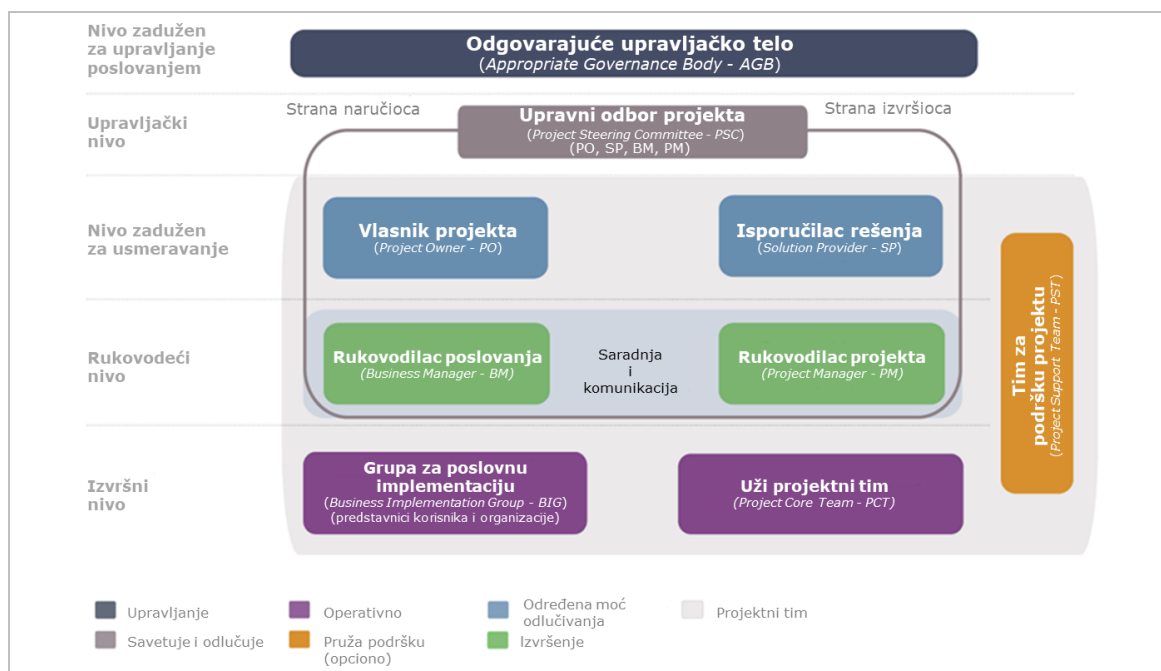 Nivo zadužen
za upravljanje
poslovanjem
Odgovarajuće upravljačko telo
(Appropriate Governance Body - AGB)
Strana naručioca
Strana izvršioca
Upravljački
nivo
Upravni odbor projekta
(Project Steering Committee - PSC)
(PO, SP, BM, PM)
Nivo zadužen
za usmeravanje
Vlasnik projekta
(Project Owner - PO)
Isporučilac rešenja
(Solution Provider - SP)
Tim za
podršku projektu
(Project Support Team - PST)
Rukovodeći
nivo
Rukovodilac poslovanja
(Business Manager - BM)
Saradnja
i
komunikacija
Rukovodilac projekta
(Project Manager - PM)
Izvršni
nivo
Grupa za poslovnu
implementaciju
(Business Implementation Group - BIG)
(predstavnici korisnika i organizacije)
Uži projektni tim
(Project Core Team - PCT)
Upravljanje
Operativno
Određena moć
odlučivanja
Projektni tim
Savetuje i odlučuje
Pruža podršku
(opciono)
Izvršenje